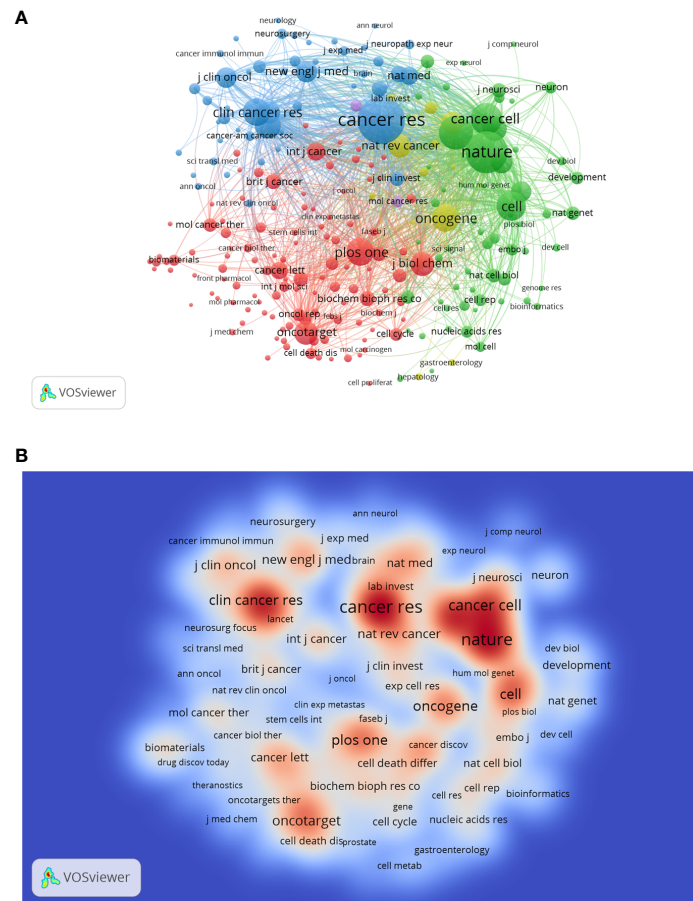 A
neurology
ann neurol
neurosurgery
j neuropath exp neur
j comp neurol
j exp med
cancer immunol immun
exp neurol
new engl j med
brain
nat med
j clin oncol
j neurosci
neuron
lab invest
clin cancer res
cancer res
cancer cell
cancer-am cancer soc
nat rev cancer
int j cancer
nature
sci transl med
dev biol
brit j cancer
j clin invest
development
ann oncol
hum mol genet
j oncol
mol cancer res
nat rev clin oncol
cell
nat genet
clin exp metastas
oncogene
mol cancer ther
plos biol
stem cells int
faseb j
cancer biol ther
plos one
sci signal
embo j
dev cell
biomaterials
j biol chem
cancer lett
front pharmacol
nat cell biol
int j mol sci
genome res
mol pharmacol
biochem bioph res co
cell rep
cell res
bioinformatics
oncol rep
febs j
biochem j
j med chem
oncotarget
cell cycle
nucleic acids res
mol cell
cell death dis
mol carcinogen
gastroenterology
hepatology
cell proliferat
VOSviewer
B
ann neurol
neurosurgery
j comp neurol
cancer immunol immun
j exp med
exp neurol
j clin oncol
new engl j med
brain
nat med
j neurosci
neuron
lab invest
clin cancer res
cancer res
cancer cell
lancet
neurosurg focus
nat rev cancer
int j cancer
nature
sci transl med
dev biol
brit j cancer
j clin invest
development
ann oncol
j oncol
hum mol genet
exp cell res
nat rev clin oncol
cell
nat genet
clin exp metastas
oncogene
mol cancer ther
plos biol
stem cells int
faseb j
cancer biol ther
plos one
cancer discov
embo j
dev cell
biomaterials
cancer lett
cell death differ
nat cell biol
drug discov today
theranostics
biochem bioph res co
cell rep
cell res
bioinformatics
oncotargets ther
gene
j med chem
oncotarget
cell cycle
nucleic acids res
cell death dis
prostate
gastroenterology
cell metab
VOSviewer